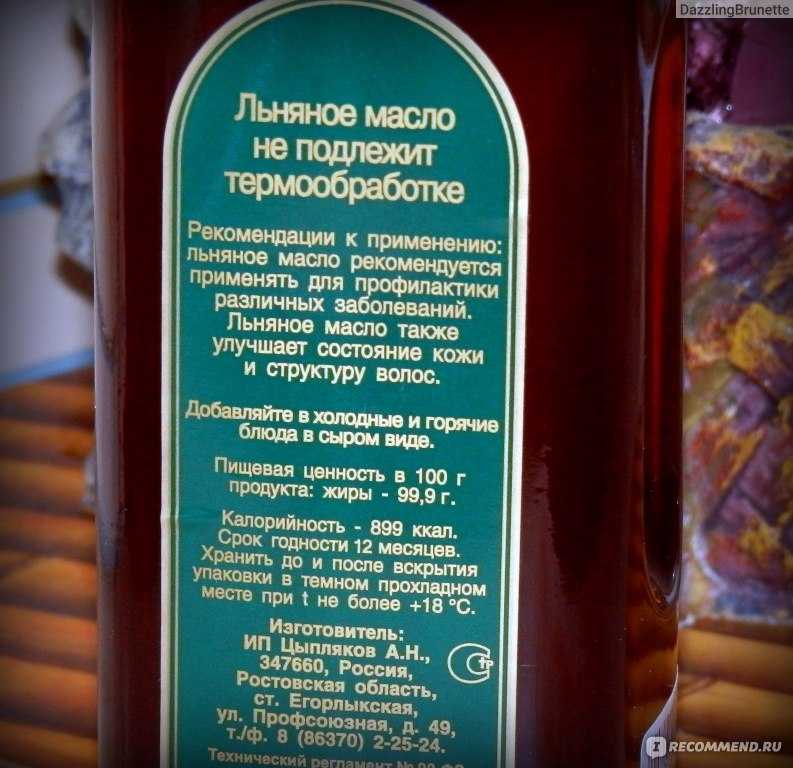 DazzlingBrunette
Льняное масло
не подлежит
термообработке
Рекомендации к применению:
льняное масло рекомендуется
применять для профилактики
различных заболеваний.
Льняное масло также
улучшает состояние кожи
и структуру волос.
Добавляйте в холодные и горячие
блюда в сыром виде.
Пищевая ценность в 100 г
продукта: жиры - 99,9 г.
Калорийность - 899 ккал.
Срок годности 12 месяцев.
Хранить до и после вскрытия
упаковки в темном прохладном
месте при t не более +18 °С.
Изготовитель:
ИП Цыпляков А.Н.,
347660, Россия,
Ростовская область,
ст. Егорлыкская,
ул. Профсоюзная, д. 49,
т./ф. 8 (86370) 2-25-24.
Технический регламент №
I RECOMMEND.RU